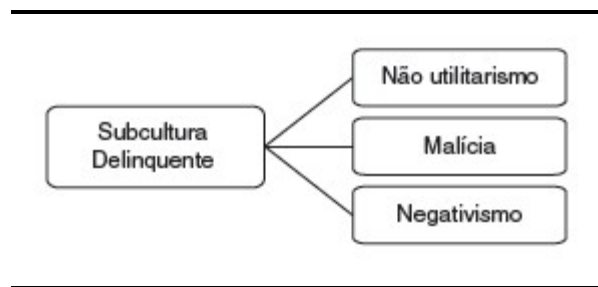 Subcultura
Delinquente
Não utilitarismo
Malícia
Negativismo